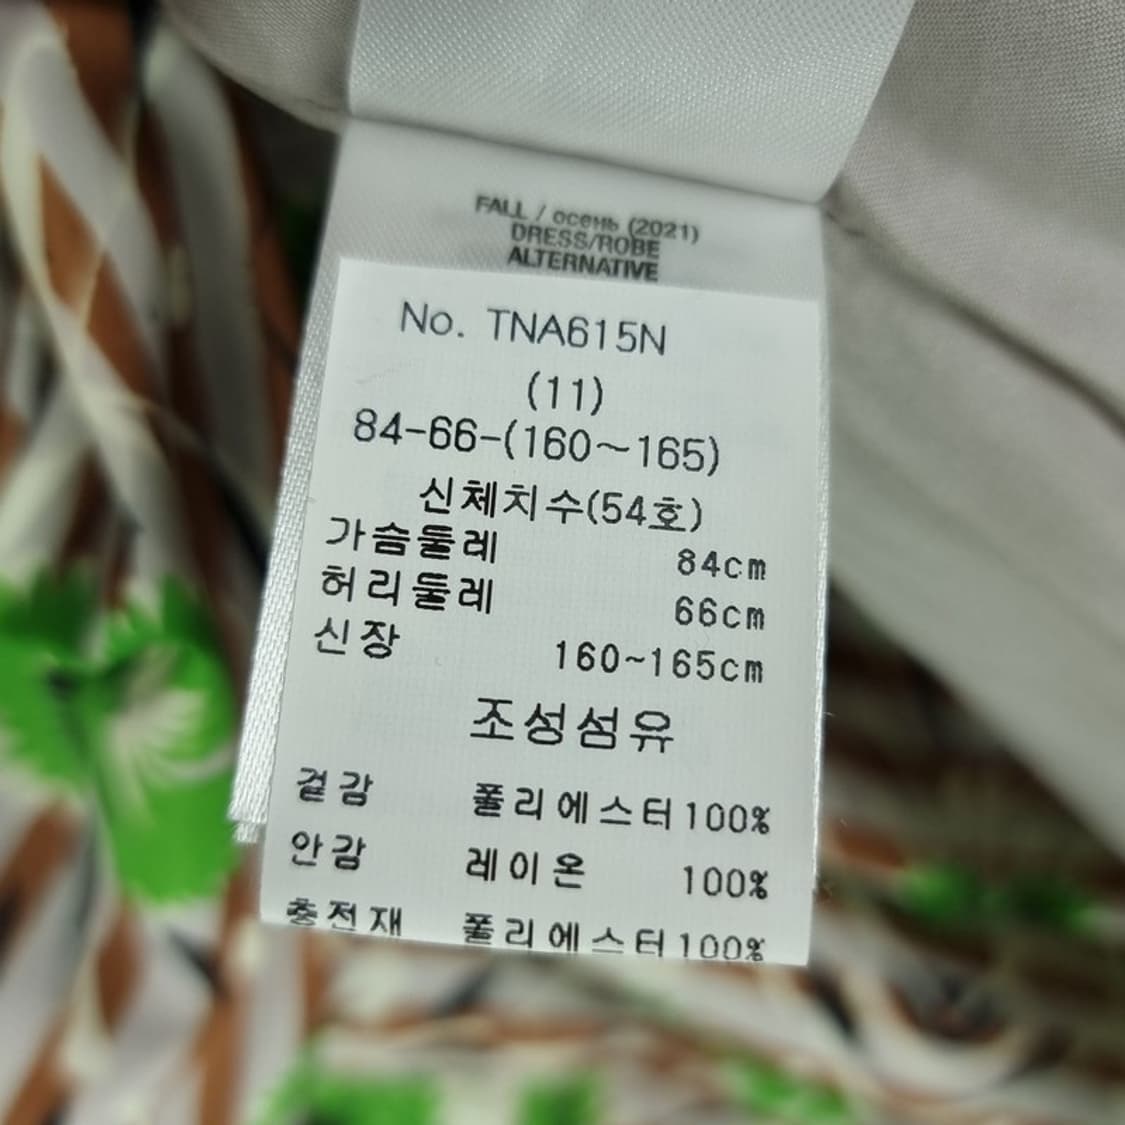 FALL / осень (2021)
DRESS/ROBE
ALTERNATIVE
No. TNA615N
(11)
84-66-(160～165)
신체치수(54호)
가슴둘레 84cm
허리둘레 66cm
신장 160~165cm
조성섬유
겉감 폴리에스터100%
안감 레이온 100%
충전재 폴리에스터100%